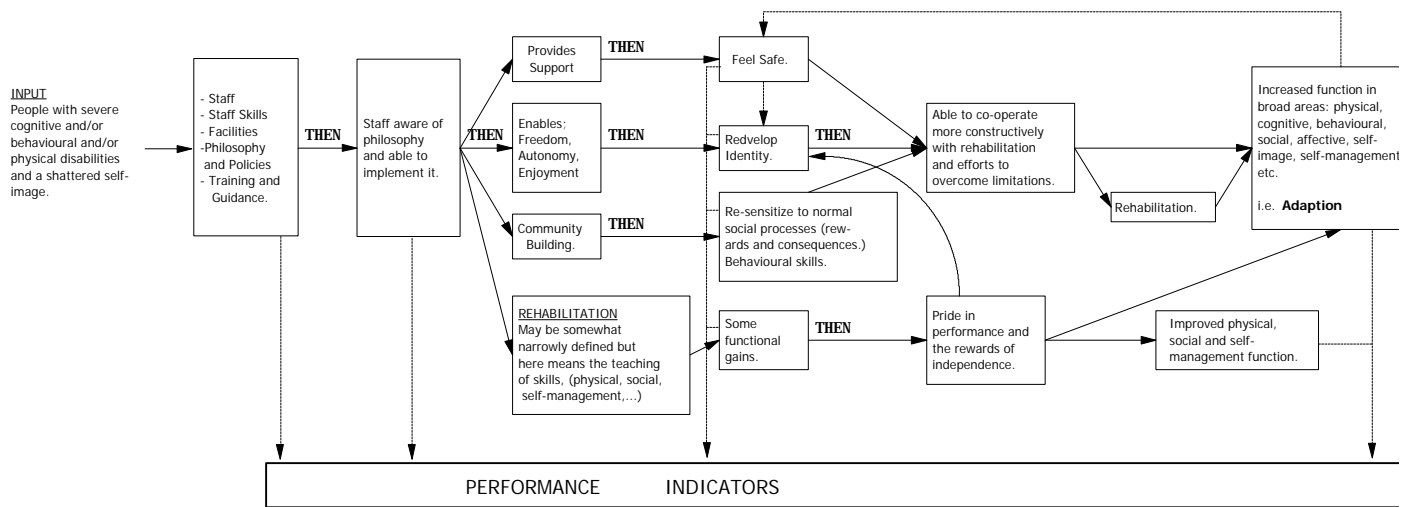 INPUT
People with severe
cognitive and/or
behavioural and/or
physical disabilities
and a shattered self-
image.
- Staff
- Staff Skills
- Facilities
-Philosophy
and Policies
- Training and
Guidance.
THEN
Staff aware of
philosophy
and able to
implement it.
THEN
Provides
Support
THEN
Enables;
Freedom,
Autonomy,
Enjoyment
THEN
Community
Building.
THEN
REHABILITATION
May be somewhat
narrowly defined but
here means the teaching
of skills, (physical, social,
self-management,...)
Feel Safe.
Redvelop
Identity.
THEN
Re-sensitize to normal
social processes (rew-
ards and consequences.)
Behavioural skills.
Some
functional
gains.
THEN
Able to co-operate
more constructively
with rehabilitation
and efforts to
overcome limitations.
Pride in
performance and
the rewards of
independence.
Rehabilitation.
Increased function in
broad areas: physical,
cognitive, behavioural,
social, affective, self-
image, self-management
etc.
i.e. Adaption
Improved physical,
social and self-
management function.
PERFORMANCE INDICATORS